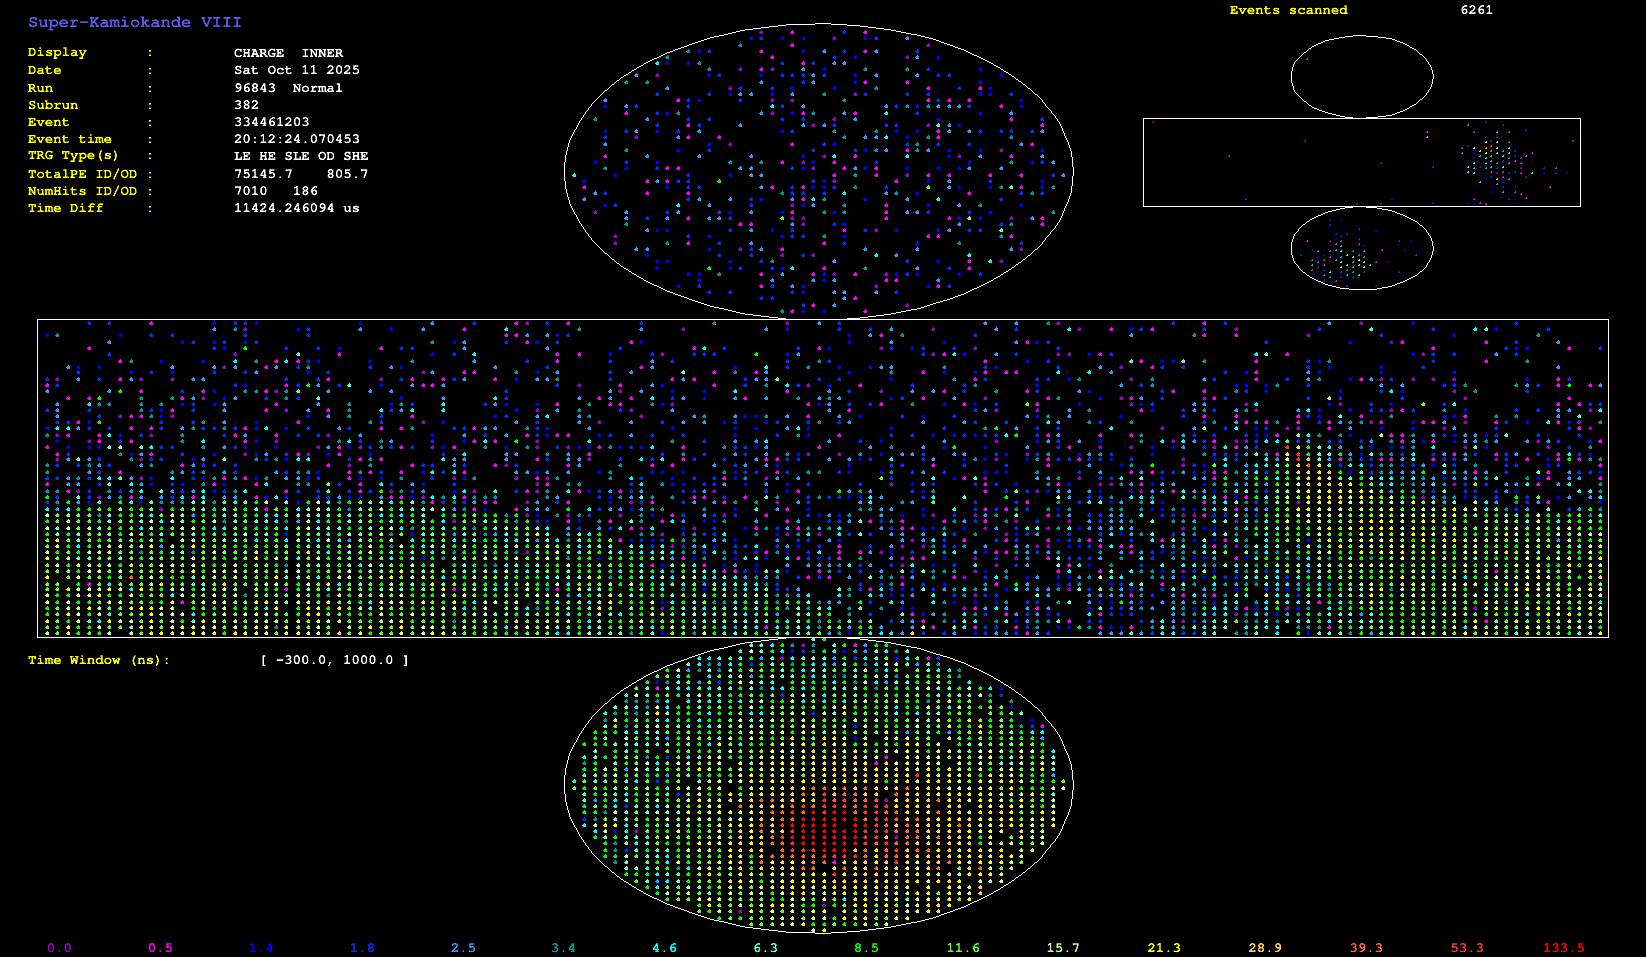 Super-Kamiokande VIII
Events scanned 6261
Display : CHARGE INNER
Date : Sat Oct 11 2025
Run : 96843 Normal
Subrun : 382
Event : 334461203
Event time : 20:12:24.070453
TRG Type(s) : LE HE SLE OD SHE
TotalPE ID/OD : 75145.7 805.7
NumHits ID/OD : 7010 186
Time Diff : 11424.246094 us
Time Window (ns): [ -300.0, 1000.0 ]
0.0 0.5 1.4 1.8 2.5 3.4 4.6 6.3 8.5 11.6 15.7 21.3 28.9 39.3 53.3 133.5